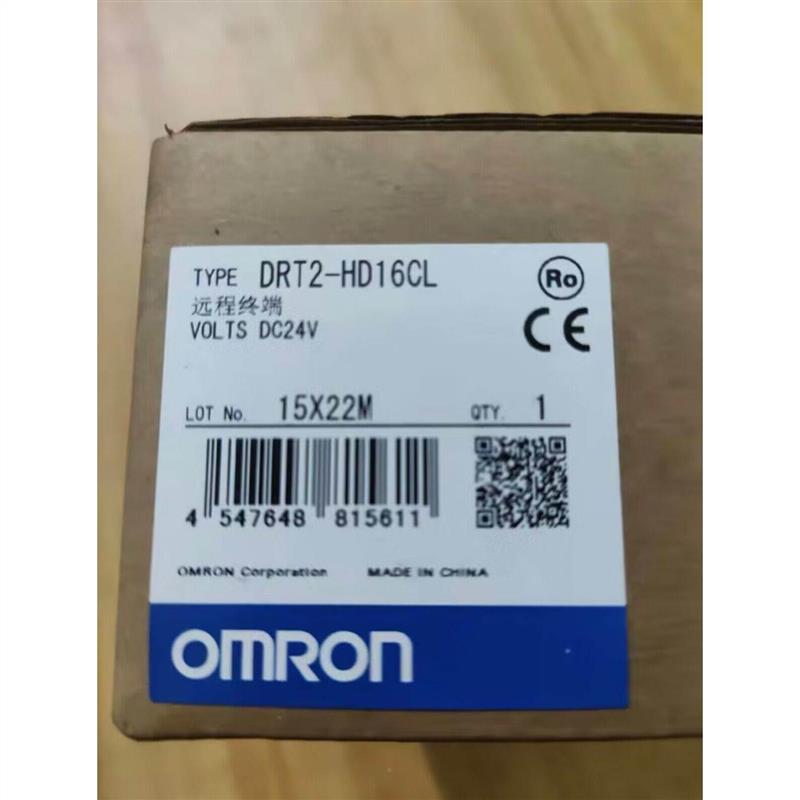 TYPE DRT2-HD16CL
Ro
远程终端
VOLTS DC24V
CE
LOT No. 15X22M QTY. 1
4 547648 815611
OMRON Corporation MADE IN CHINA
OMRON